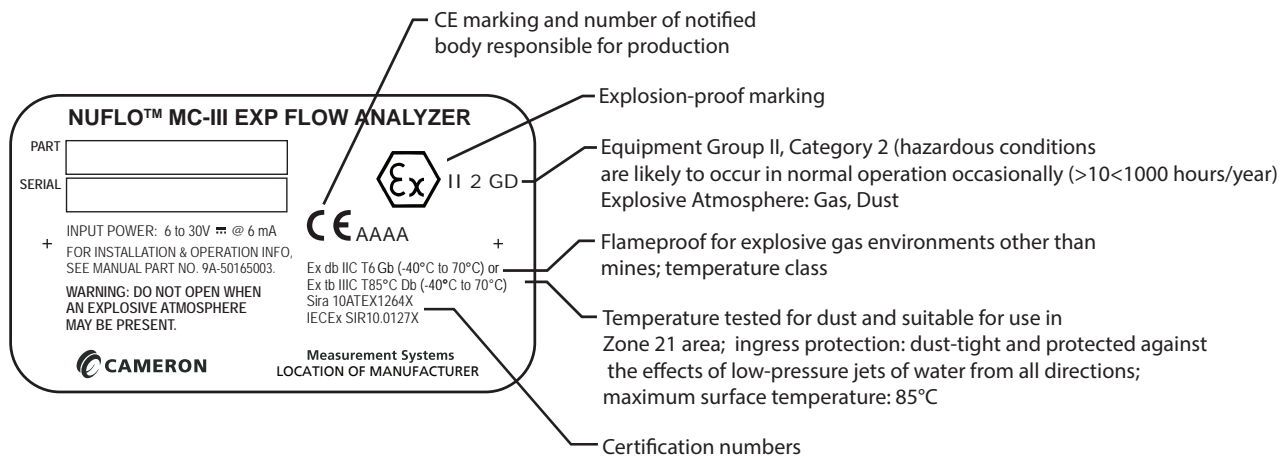 CE marking and number of notified
body responsible for production
NUFLO™ MC-III EXP FLOW ANALYZER
PART
SERIAL
Ex II 2 GD
CE AAAA
INPUT POWER: 6 to 30V ⎓ @ 6 mA
+
+
FOR INSTALLATION & OPERATION INFO,
SEE MANUAL PART NO. 9A-50165003.
WARNING: DO NOT OPEN WHEN
AN EXPLOSIVE ATMOSPHERE
MAY BE PRESENT.
Ex db IIC T6 Gb (-40°C to 70°C) or
Ex tb IIIC T85°C Db (-40°C to 70°C)
Sira 10ATEX1264X
IECEx SIR10.0127X
CAMERON
Measurement Systems
LOCATION OF MANUFACTURER
Explosion-proof marking
Equipment Group II, Category 2 (hazardous conditions
are likely to occur in normal operation occasionally (>10<1000 hours/year)
Explosive Atmosphere: Gas, Dust
Flameproof for explosive gas environments other than
mines; temperature class
Temperature tested for dust and suitable for use in
Zone 21 area; ingress protection: dust-tight and protected against
the effects of low-pressure jets of water from all directions;
maximum surface temperature: 85°C
Certification numbers